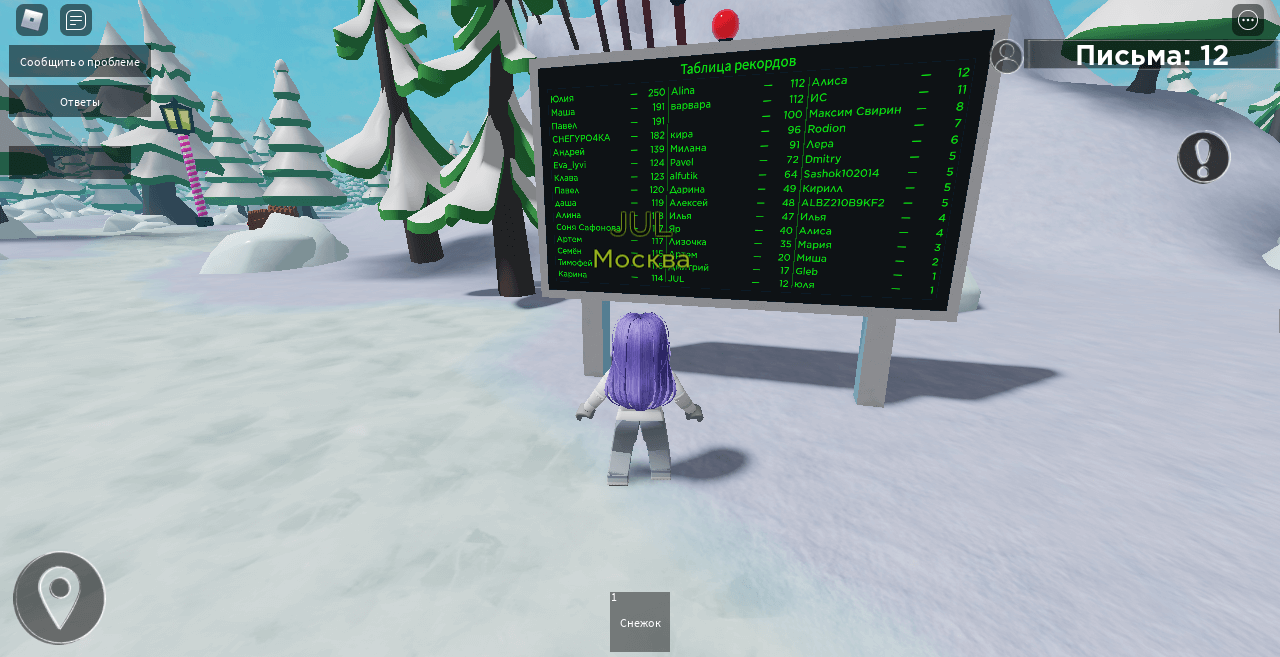 Сообщить о проблеме
Ответы
Письма: 12
Таблица рекордов
Юлия — 250
Маша — 191
Павел — 191
СНЕГУРО4КА — 182
Андрей — 139
Eva_lyvi — 124
Клава — 123
Павел — 120
даша — 119
Алина
Соня Сафонова
Артем — 117
Семён
Тимофей
Карина — 114
Alina — 112
варвара — 112
— 100
кира — 96
Милана — 91
Pavel — 72
alfutik — 64
Дарина — 49
Алексей — 48
Илья — 47
Яр — 40
Лизочка — 35
Артем — 20
Дмитрий — 17
JUL — 12
Алиса — 12
ИС — 11
Максим Свирин — 8
Rodion — 7
Лера — 6
Dmitry — 5
Sashok102014 — 5
Кирилл — 5
ALBZ210B9KF2 — 5
Илья — 4
Алиса — 4
Мария — 3
Миша — 2
Gleb — 1
юля — 1
JUL
Москва
1
Снежок